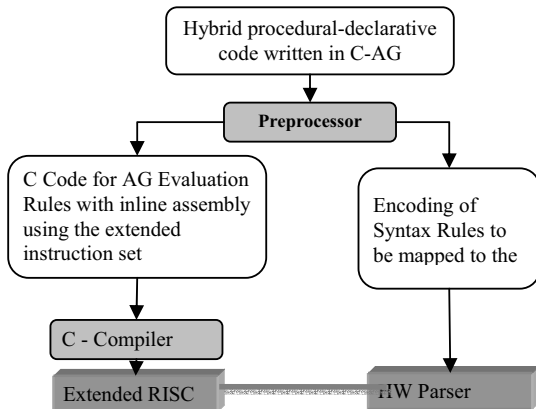 Hybrid procedural-declarative
code written in C-AG
Preprocessor
C Code for AG Evaluation
Rules with inline assembly
using the extended
instruction set
Encoding of
Syntax Rules to
be mapped to the
C - Compiler
Extended RISC
HW Parser